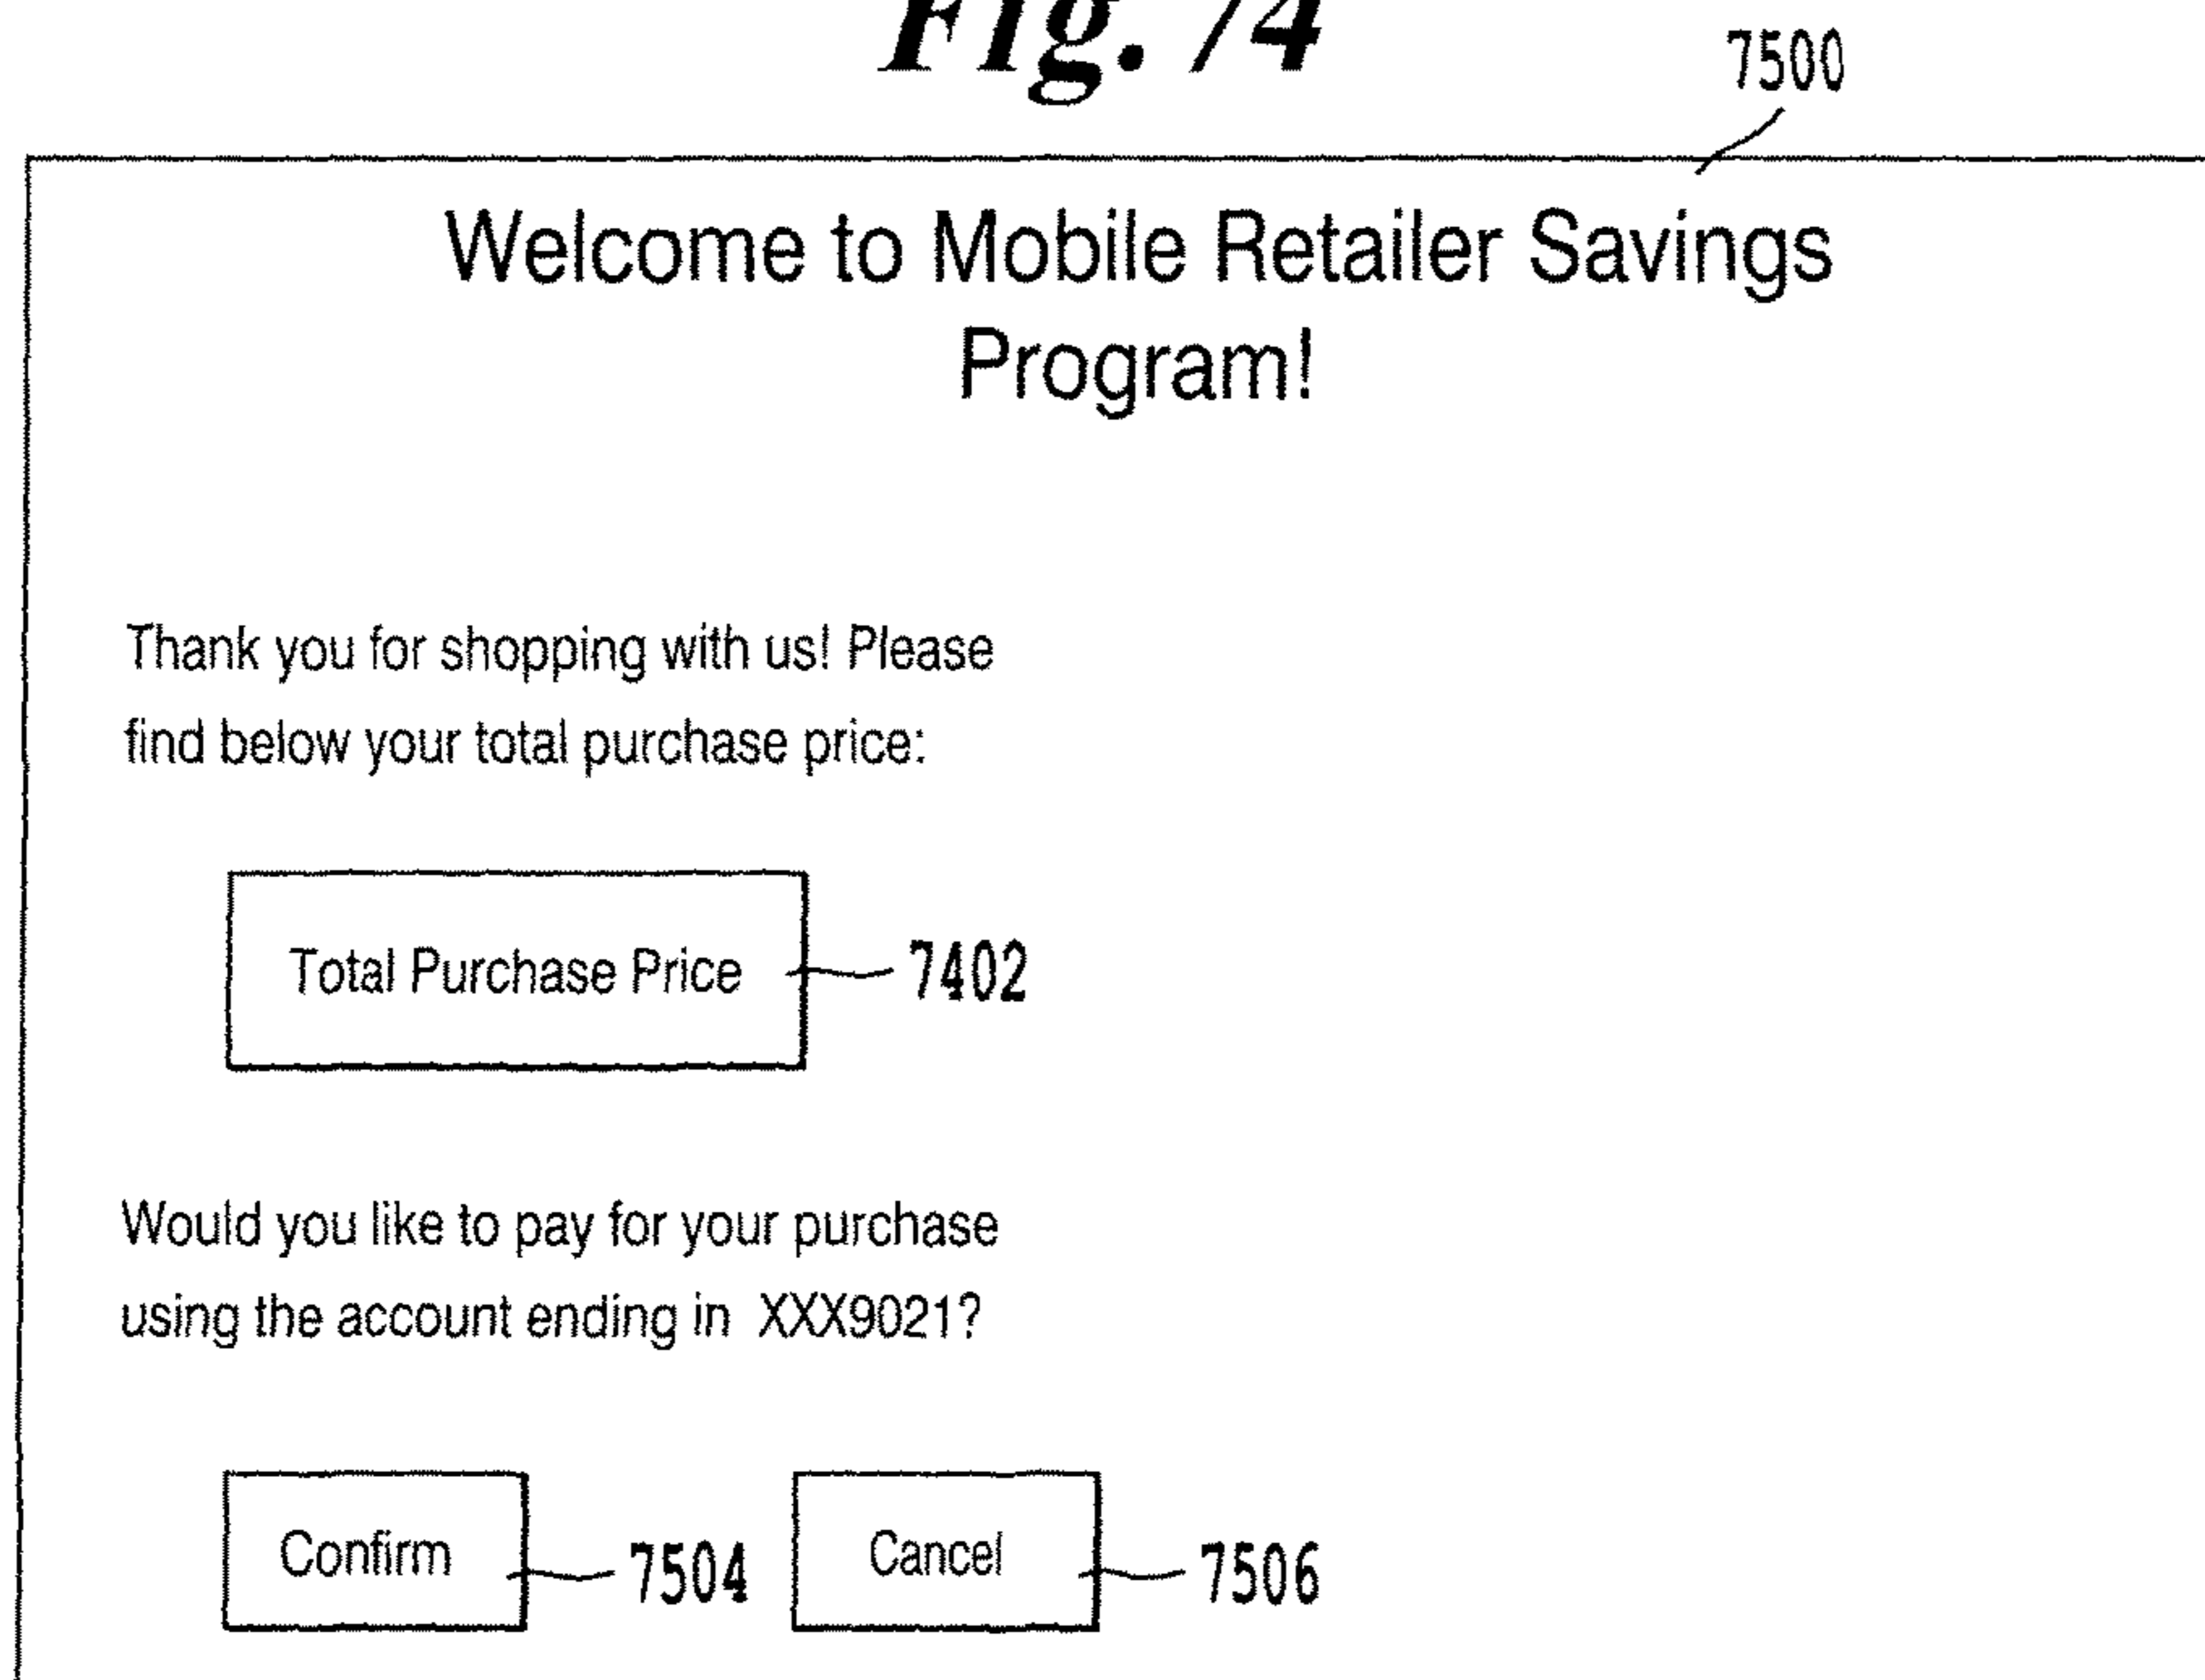 Fig. 74
7500
Welcome to Mobile Retailer Savings
Program!
Thank you for shopping with us! Please
find below your total purchase price:
Total Purchase Price
7402
Would you like to pay for your purchase
using the account ending in XXX9021?
Confirm
7504
Cancel
7506